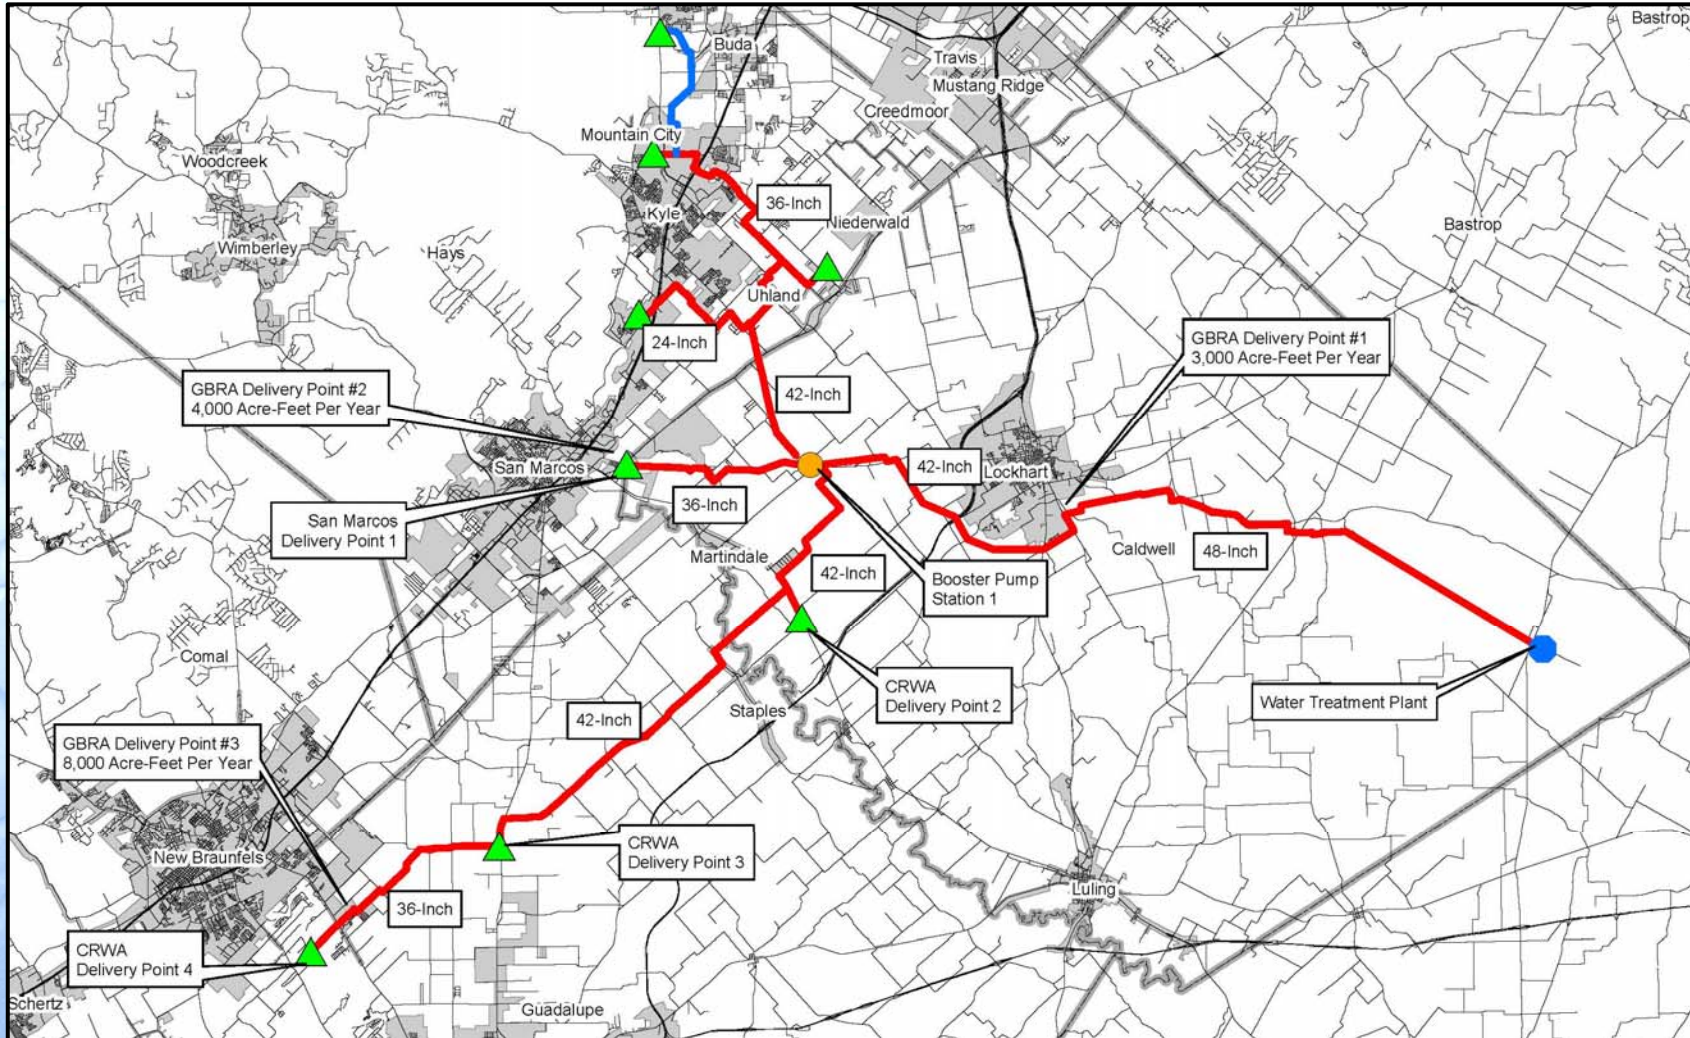 Bastrop
Buda
Travis
Mustang Ridge
Creedmoor
Mountain City
Woodcreek
36-Inch
Kyle
Niederwald
Bastrop
Wimberley
Hays
Uhland
24-Inch
GBRA Delivery Point #1
3,000 Acre-Feet Per Year
GBRA Delivery Point #2
4,000 Acre-Feet Per Year
42-Inch
San Marcos
42-Inch
Lockhart
36-Inch
San Marcos
Delivery Point 1
Martindale
Caldwell
48-Inch
42-Inch
Booster Pump
Station 1
Comal
CRWA
Delivery Point 2
Water Treatment Plant
Staples
42-Inch
GBRA Delivery Point #3
8,000 Acre-Feet Per Year
CRWA
Delivery Point 3
New Braunfels
Luling
36-Inch
CRWA
Delivery Point 4
Schertz
Guadalupe